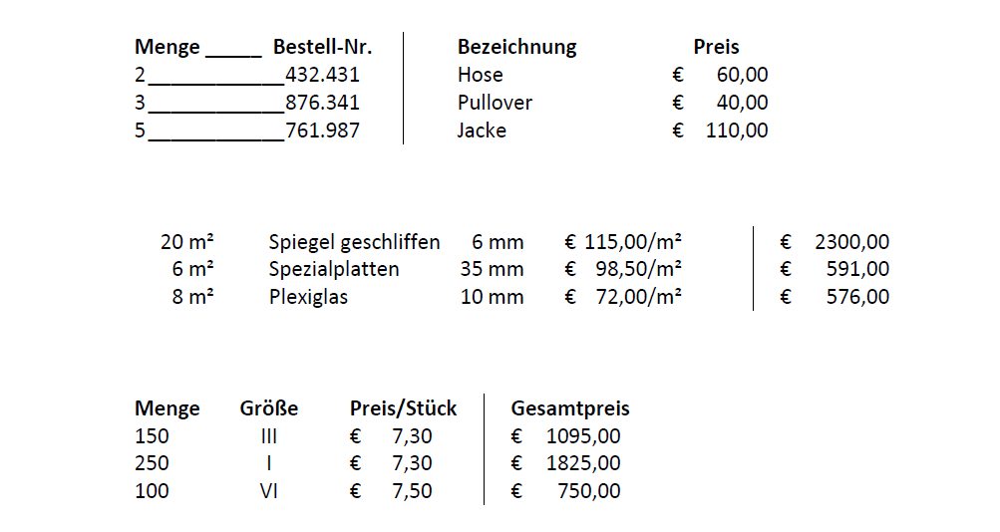 Menge _____ Bestell-Nr. Bezeichnung Preis
2____________432.431 Hose € 60,00
3____________876.341 Pullover € 40,00
5____________761.987 Jacke € 110,00
20 m² Spiegel geschliffen 6 mm € 115,00/m² € 2300,00
6 m² Spezialplatten 35 mm € 98,50/m² € 591,00
8 m² Plexiglas 10 mm € 72,00/m² € 576,00
Menge Größe Preis/Stück Gesamtpreis
150 III € 7,30 € 1095,00
250 I € 7,30 € 1825,00
100 VI € 7,50 € 750,00